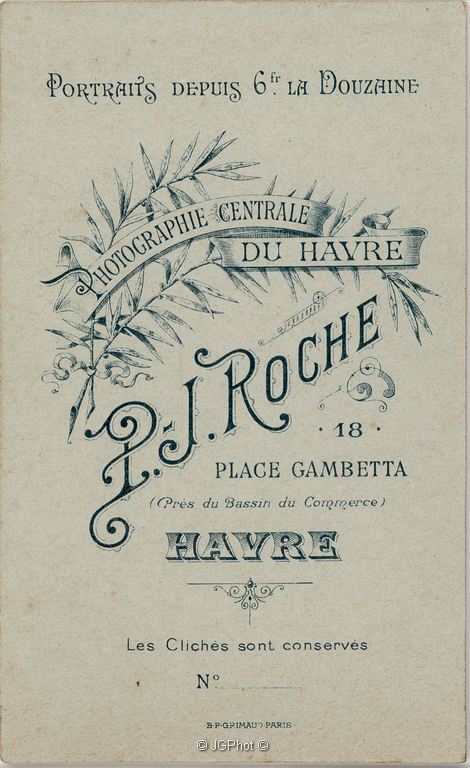 PORTRAITS DEPUIS 6fr. LA DOUZAINE
PHOTOGRAPHIE CENTRALE
DU HAVRE
P.-J. ROCHE
· 18 ·
PLACE GAMBETTA
(Près du Bassin du Commerce)
HAVRE
Les Clichés sont conservés
No
B.P.GRIMAUD.PARIS.
© JGPhot ©